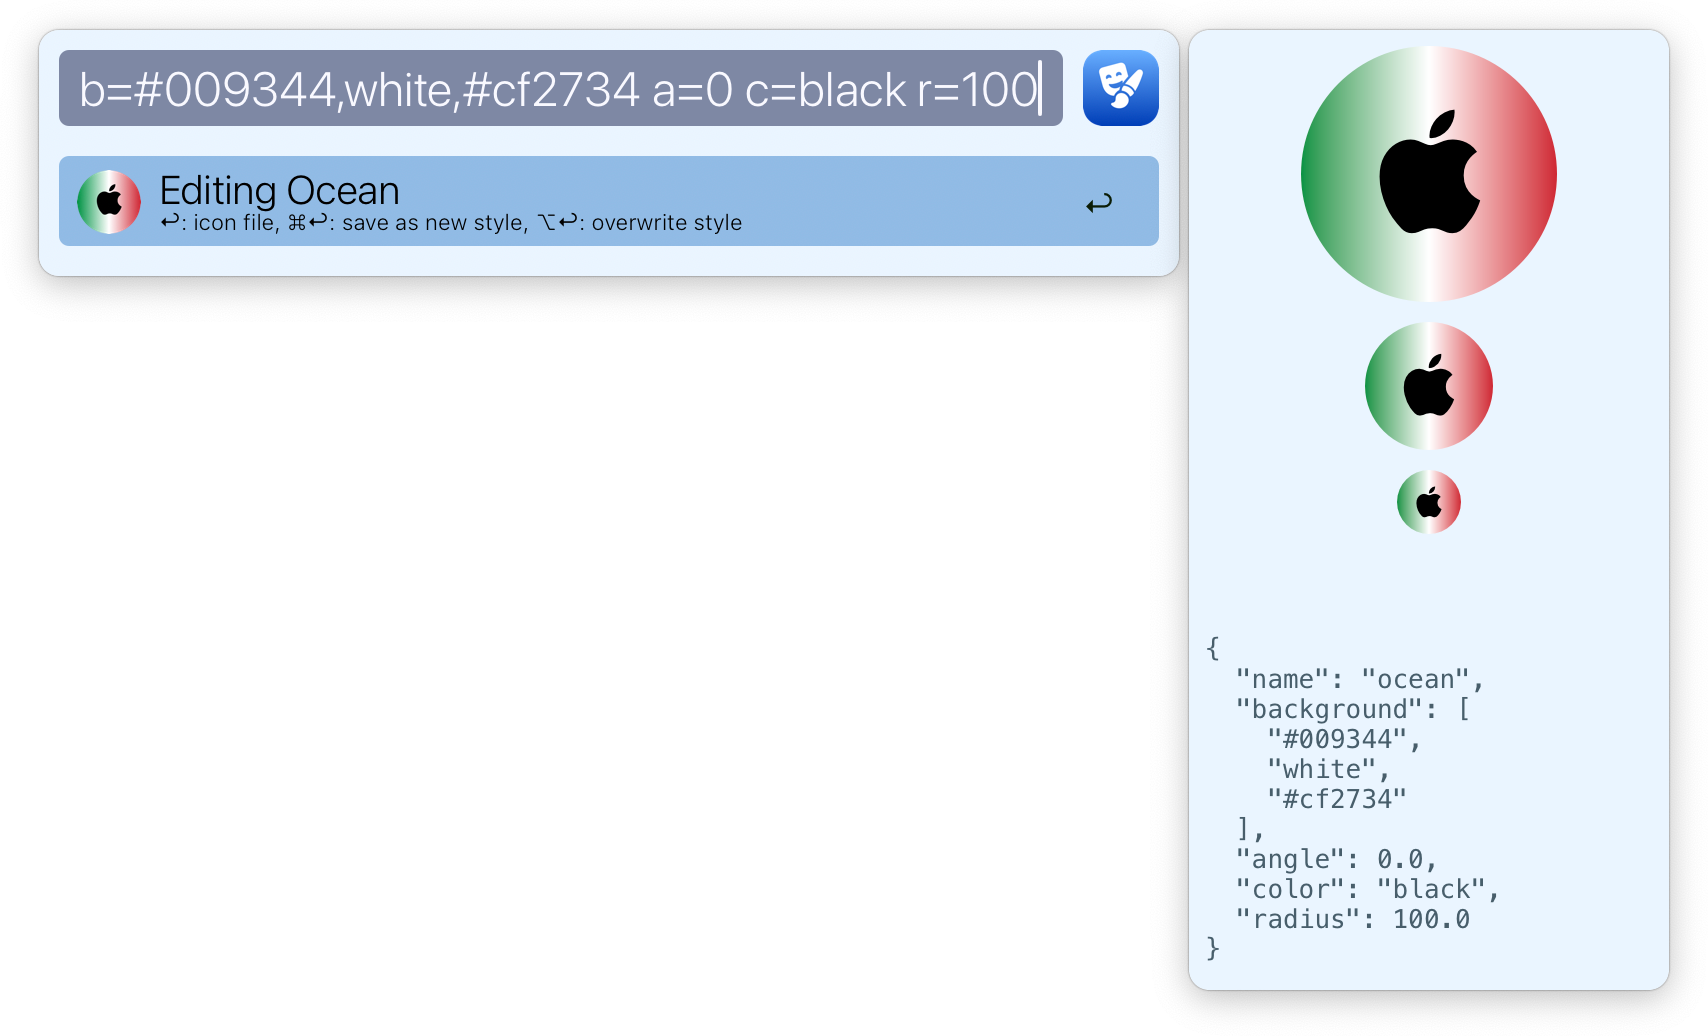 b=#009344,white,#cf2734 a=0 c=black r=100
Editing Ocean
↩: icon file, ⌘↩: save as new style, ⌥↩: overwrite style
{
  "name": "ocean",
  "background": [
    "#009344",
    "white",
    "#cf2734"
  ],
  "angle": 0.0,
  "color": "black",
  "radius": 100.0
}